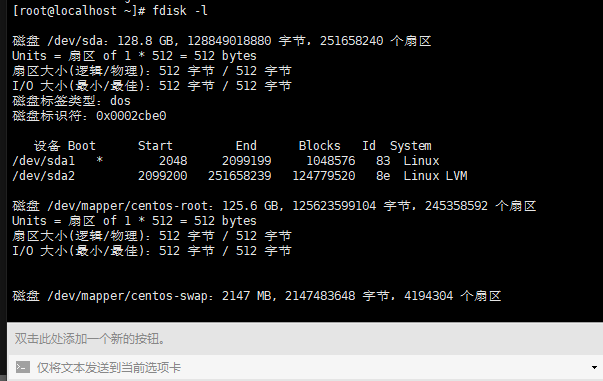 [root@localhost ~]# fdisk -l
磁盘 /dev/sda：128.8 GB, 128849018880 字节，251658240 个扇区
Units = 扇区 of 1 * 512 = 512 bytes
扇区大小(逻辑/物理)：512 字节 / 512 字节
I/O 大小(最小/最佳)：512 字节 / 512 字节
磁盘标签类型：dos
磁盘标识符：0x0002cbe0
设备 Boot      Start         End      Blocks   Id  System
/dev/sda1   *        2048     2099199     1048576   83  Linux
/dev/sda2         2099200   251658239   124779520   8e  Linux LVM
磁盘 /dev/mapper/centos-root：125.6 GB, 125623599104 字节，245358592 个扇区
Units = 扇区 of 1 * 512 = 512 bytes
扇区大小(逻辑/物理)：512 字节 / 512 字节
I/O 大小(最小/最佳)：512 字节 / 512 字节
磁盘 /dev/mapper/centos-swap：2147 MB, 2147483648 字节，4194304 个扇区
双击此处添加一个新的按钮。
仅将文本发送到当前选项卡